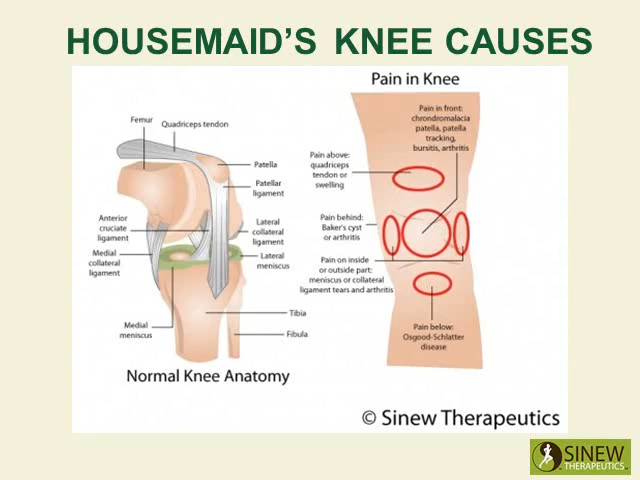 HOUSEMAID'S KNEE CAUSES
Pain in Knee
Femur
Quadriceps tendon
Patella
Patellar
ligament
Anterior
cruciate
ligament
Lateral
collateral
ligament
Medial
collateral
ligament
Lateral
meniscus
Tibia
Medial
meniscus
Fibula
Normal Knee Anatomy
Pain in front:
chrondromalacia
patella, patella
tracking,
bursitis, arthritis
Pain above:
quadriceps
tendon or
swelling
Pain behind:
Baker's cyst
or arthritis
Pain on inside
or outside part:
meniscus or collateral
ligament tears and arthritis
Pain below:
Osgood-Schlatter
disease
© Sinew Therapeutics
SINEW
THERAPEUTICS